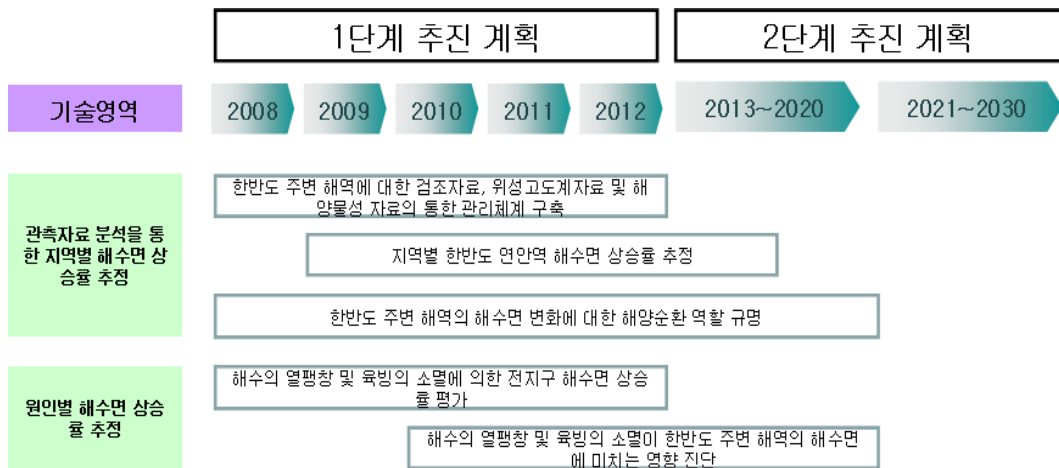 1단계 추진 계획
2단계 추진 계획
기술영역
2008
2009
2010
2011
2012
2013~2020
2021~2030
관측자료 분석을 통
한 지역별 해수면 상
승률 추정
한반도 주변 해역에 대한 검조자료, 위성고도계자료 및 해
양물성 자료의 통한 관리체계 구축
지역별 한반도 연안역 해수면 상승률 추정
한반도 주변 해역의 해수면 변화에 대한 해양순환 역할 규명
원인별 해수면 상승
률 추정
해수의 열팽창 및 육빙의 소멸에 의한 전지구 해수면 상승
률 평가
해수의 열팽창 및 육빙의 소멸이 한반도 주변 해역의 해수면
에 미치는 영향 진단